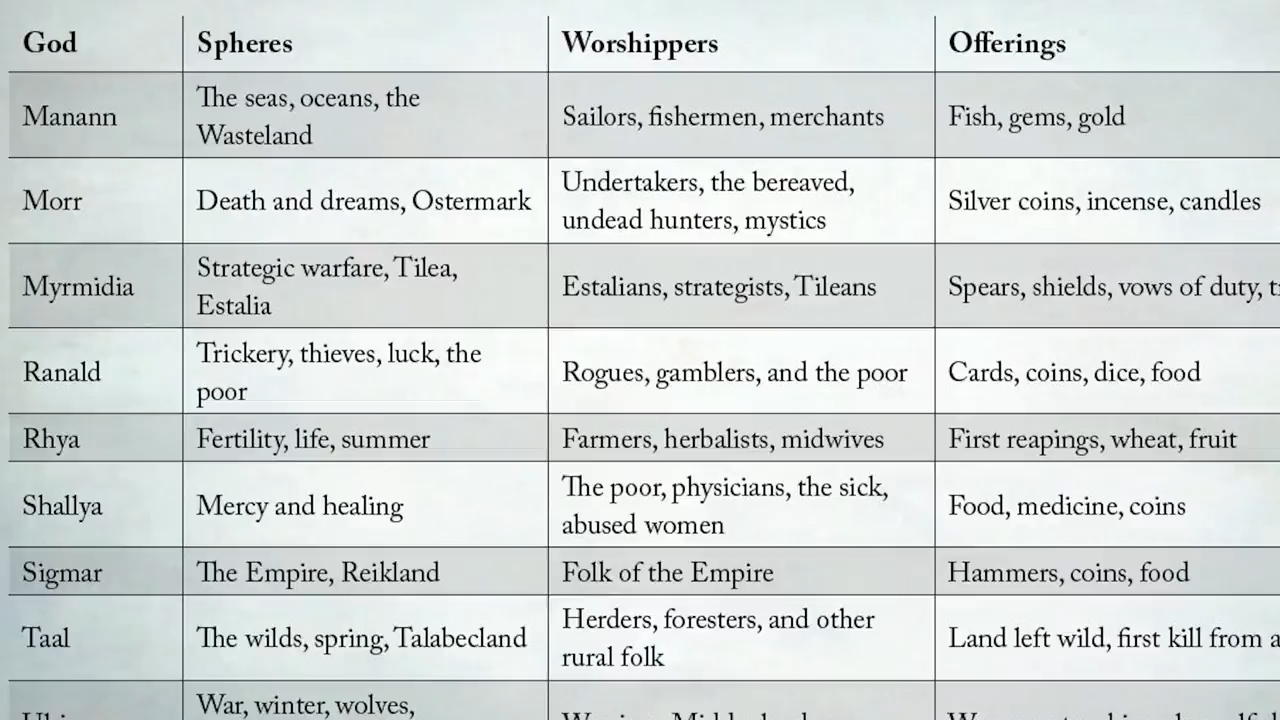 God Spheres Worshippers Offerings
Manann The seas, oceans, the Wasteland Sailors, fishermen, merchants Fish, gems, gold
Morr Death and dreams, Ostermark Undertakers, the bereaved, undead hunters, mystics Silver coins, incense, candles
Myrmidia Strategic warfare, Tilea, Estalia Estalians, strategists, Tileans Spears, shields, vows of duty,
Ranald Trickery, thieves, luck, the poor Rogues, gamblers, and the poor Cards, coins, dice, food
Rhya Fertility, life, summer Farmers, herbalists, midwives First reapings, wheat, fruit
Shallya Mercy and healing The poor, physicians, the sick, abused women Food, medicine, coins
Sigmar The Empire, Reikland Folk of the Empire Hammers, coins, food
Taal The wilds, spring, Talabecland Herders, foresters, and other rural folk Land left wild, first kill from a
War, winter, wolves,